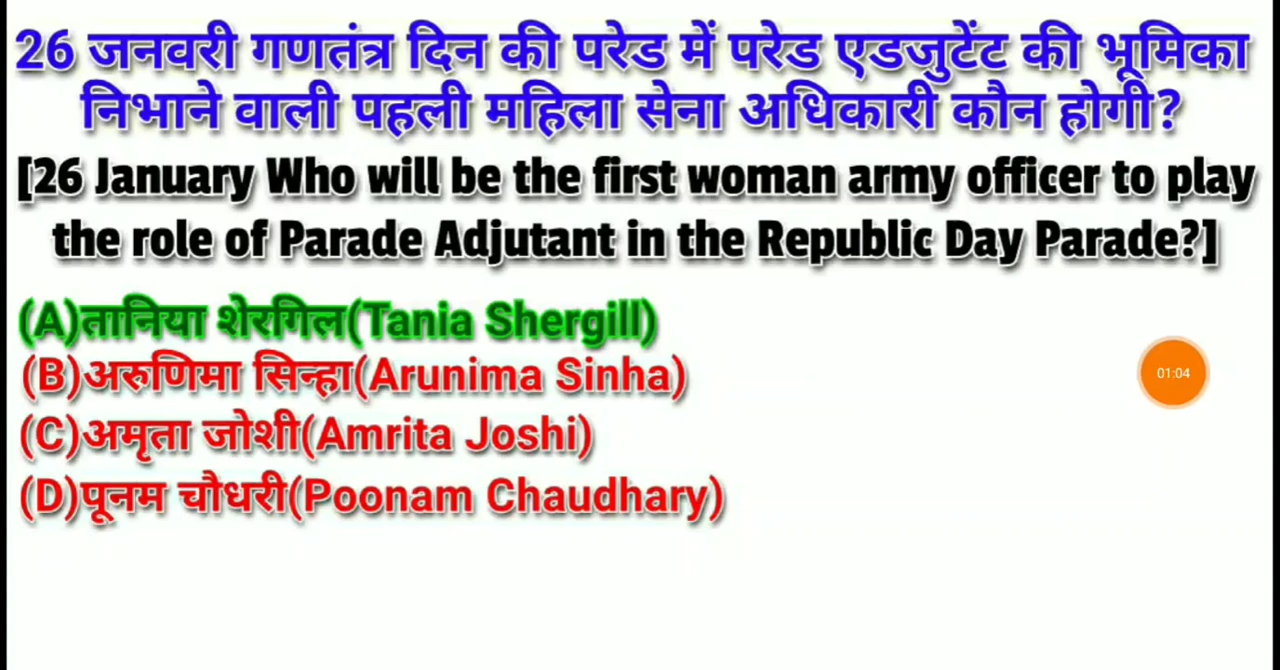 26 जनवरी गणतंत्र दिन की परेड में परेड एडजुटेंट की भूमिका
निभाने वाली पहली महिला सेना अधिकारी कौन होगी?
[26 January Who will be the first woman army officer to play
the role of Parade Adjutant in the Republic Day Parade?]
(A)तानिया शेरगिल(Tania Shergill)
(B)अरुणिमा सिन्हा(Arunima Sinha)
01:04
(C)अमृता जोशी(Amrita Joshi)
(D)पूनम चौधरी(Poonam Chaudhary)